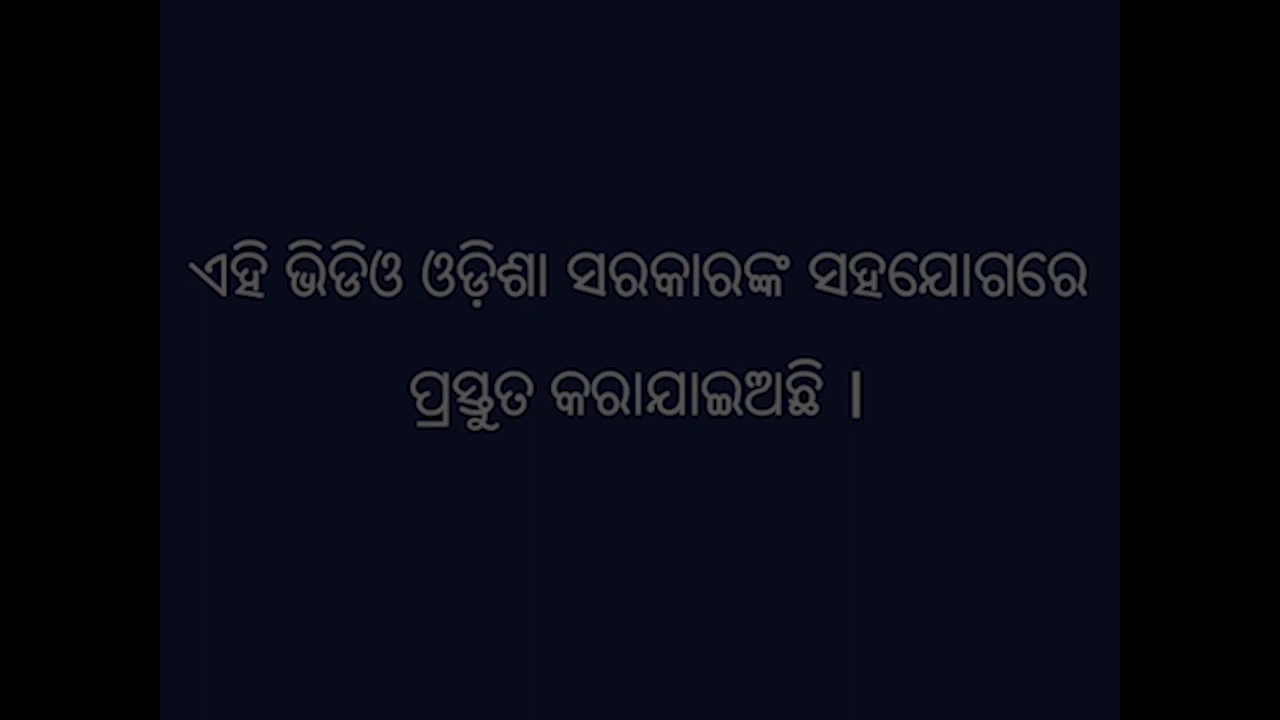 ଏହି ଭିଡିଓ ଓଡ଼ିଶା ସରକାରଙ୍କ ସହଯୋଗରେ
ପ୍ରସ୍ତୁତ କରାଯାଇଅଛି ।